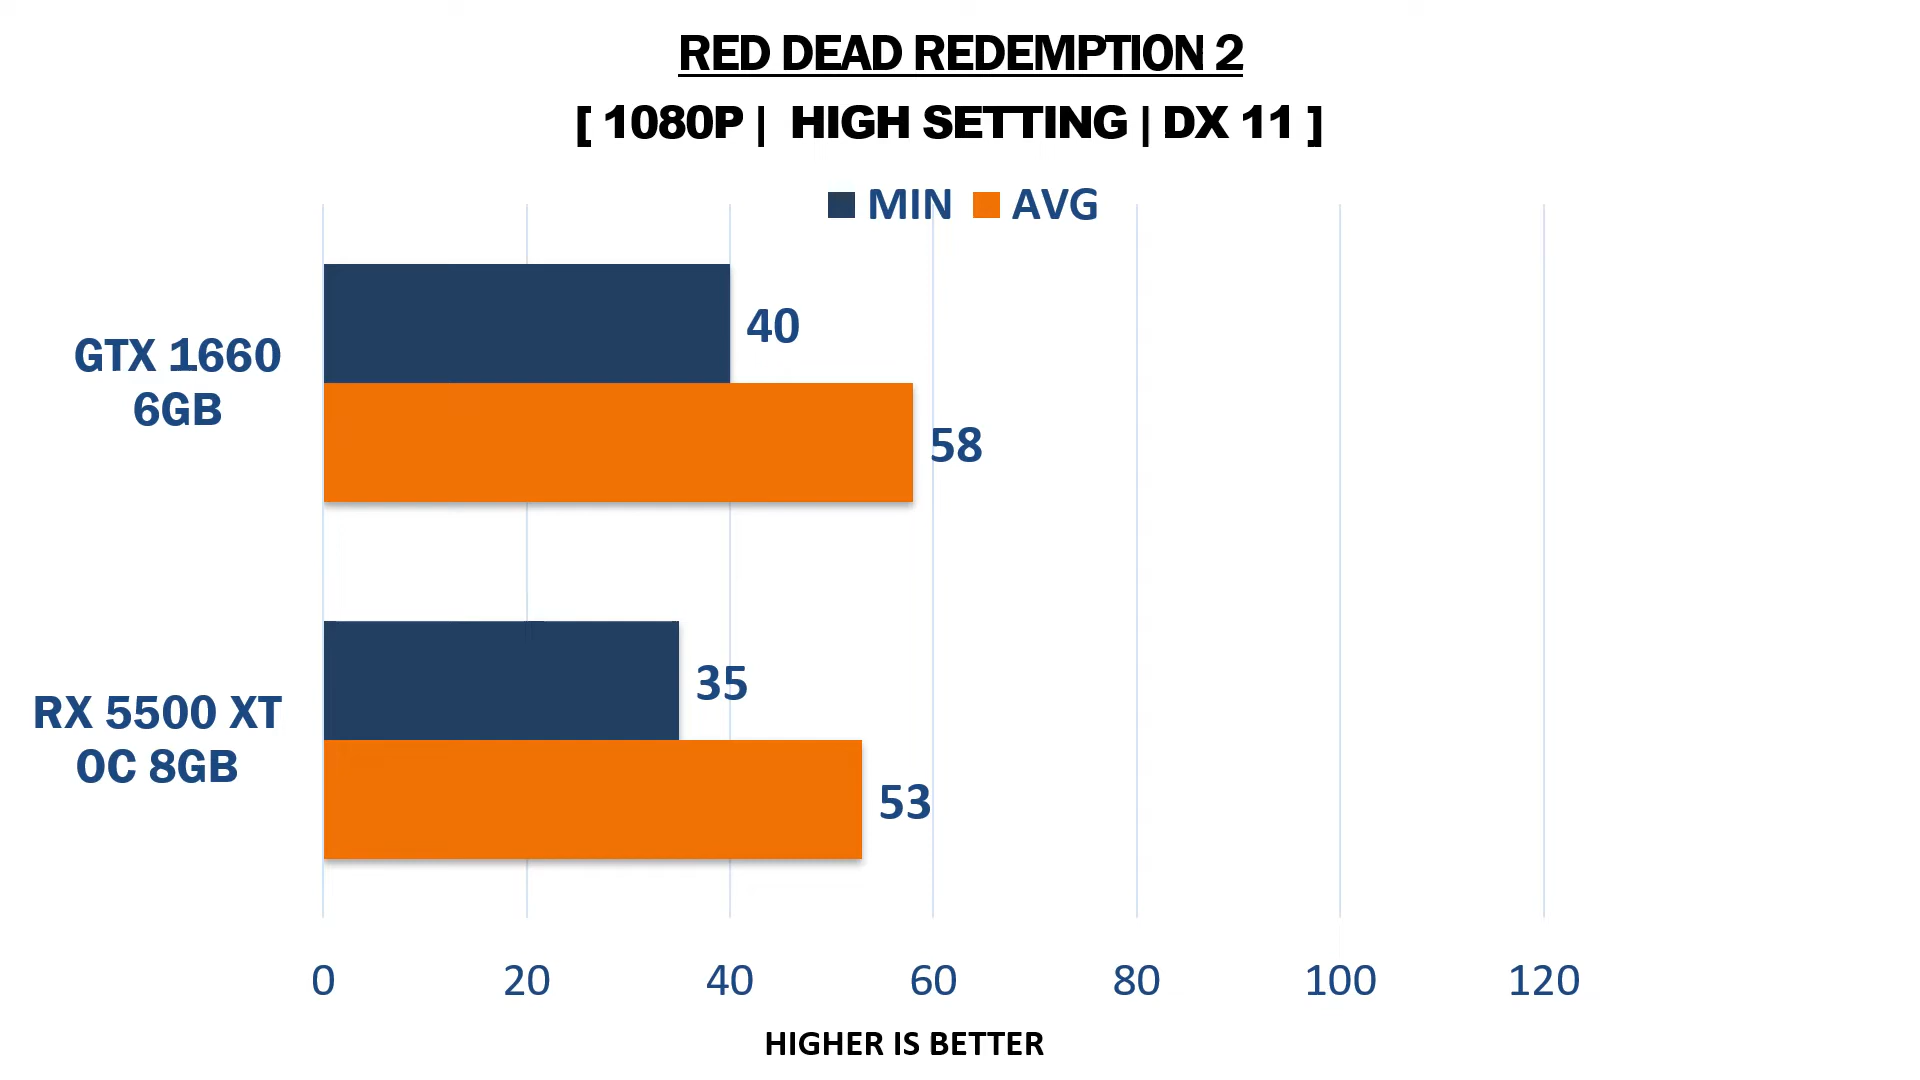 RED DEAD REDEMPTION 2
[ 1080P | HIGH SETTING | DX 11 ]
MIN AVG
GTX 1660
6GB
40
58
RX 5500 XT
OC 8GB
35
53
0 20 40 60 80 100 120
HIGHER IS BETTER